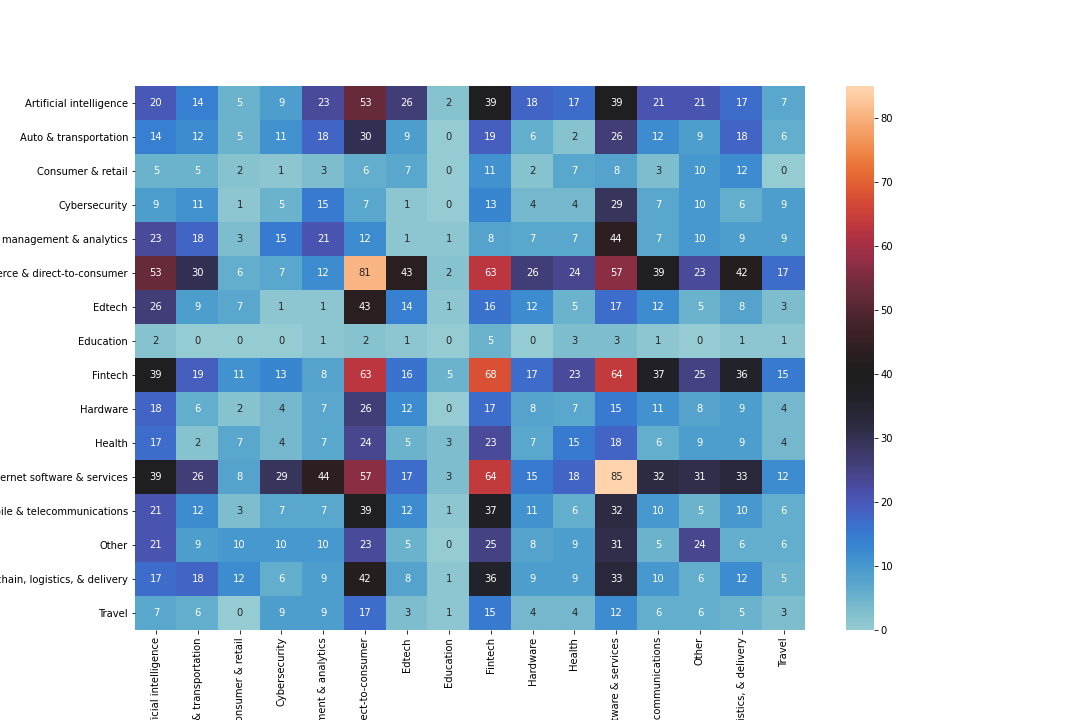 Artificial intelligence 20 14 5 9 23 53 26 2 39 18 17 39 21 21 17 7
Auto & transportation 14 12 5 11 18 30 9 0 19 6 2 26 12 9 18 6
Consumer & retail 5 5 2 1 3 6 7 0 11 2 7 8 3 10 12 0
Cybersecurity 9 11 1 5 15 7 1 0 13 4 4 29 7 10 6 9
management & analytics 23 18 3 15 21 12 1 1 8 7 7 44 7 10 9 9
erce & direct-to-consumer 53 30 6 7 12 81 43 2 63 26 24 57 39 23 42 17
Edtech 26 9 7 1 1 43 14 1 16 12 5 17 12 5 8 3
Education 2 0 0 0 1 2 1 0 5 0 3 3 1 0 1 1
Fintech 39 19 11 13 8 63 16 5 68 17 23 64 37 25 36 15
Hardware 18 6 2 4 7 26 12 0 17 8 7 15 11 8 9 4
Health 17 2 7 4 7 24 5 3 23 7 15 18 6 9 9 4
ernet software & services 39 26 8 29 44 57 17 3 64 15 18 85 32 31 33 12
ile & telecommunications 21 12 3 7 7 39 12 1 37 11 6 32 10 5 10 6
Other 21 9 10 10 10 23 5 0 25 8 9 31 5 24 6 6
chain, logistics, & delivery 17 18 12 6 9 42 8 1 36 9 9 33 10 6 12 5
Travel 7 6 0 9 9 17 3 1 15 4 4 12 6 6 5 3
icial intelligence
& transportation
onsumer & retail
Cybersecurity
ment & analytics
ect-to-consumer
Edtech
Education
Fintech
Hardware
Health
tware & services
communications
Other
istics, & delivery
Travel
80
70
60
50
40
30
20
10
0